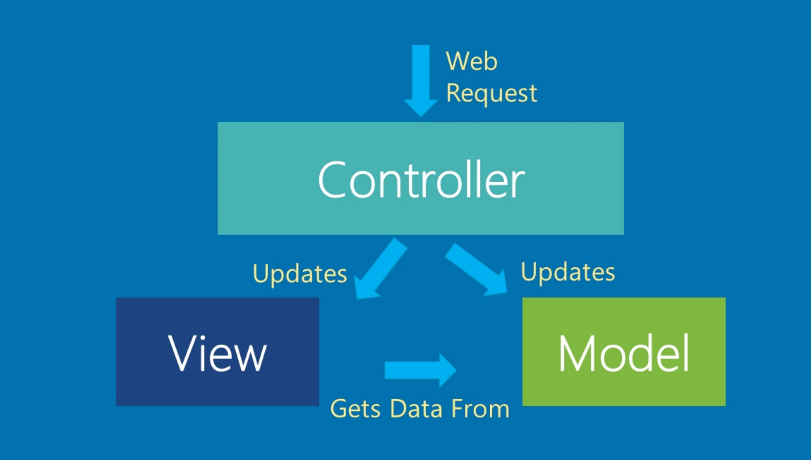 Web
Request
Controller
Updates
Updates
View
Model
Gets Data From